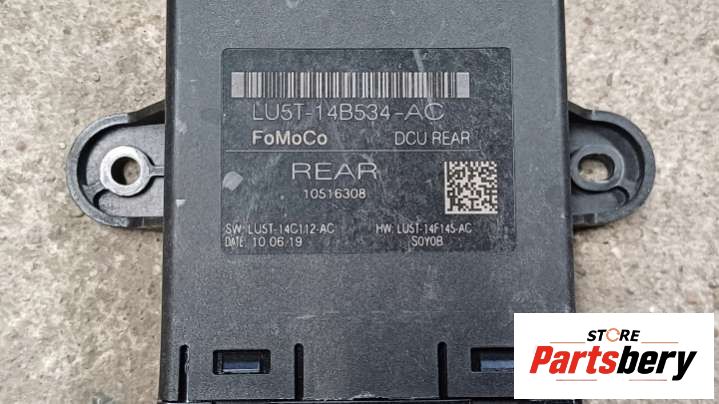 LU5T-14B534-AC
FoMoCo DCU REAR
REAR
10516308
SW: LU5T-14C112-AC HW: LU5T-14F145-AC
DATE: 10.06.19 S0Y0B
STORE
Partsbery